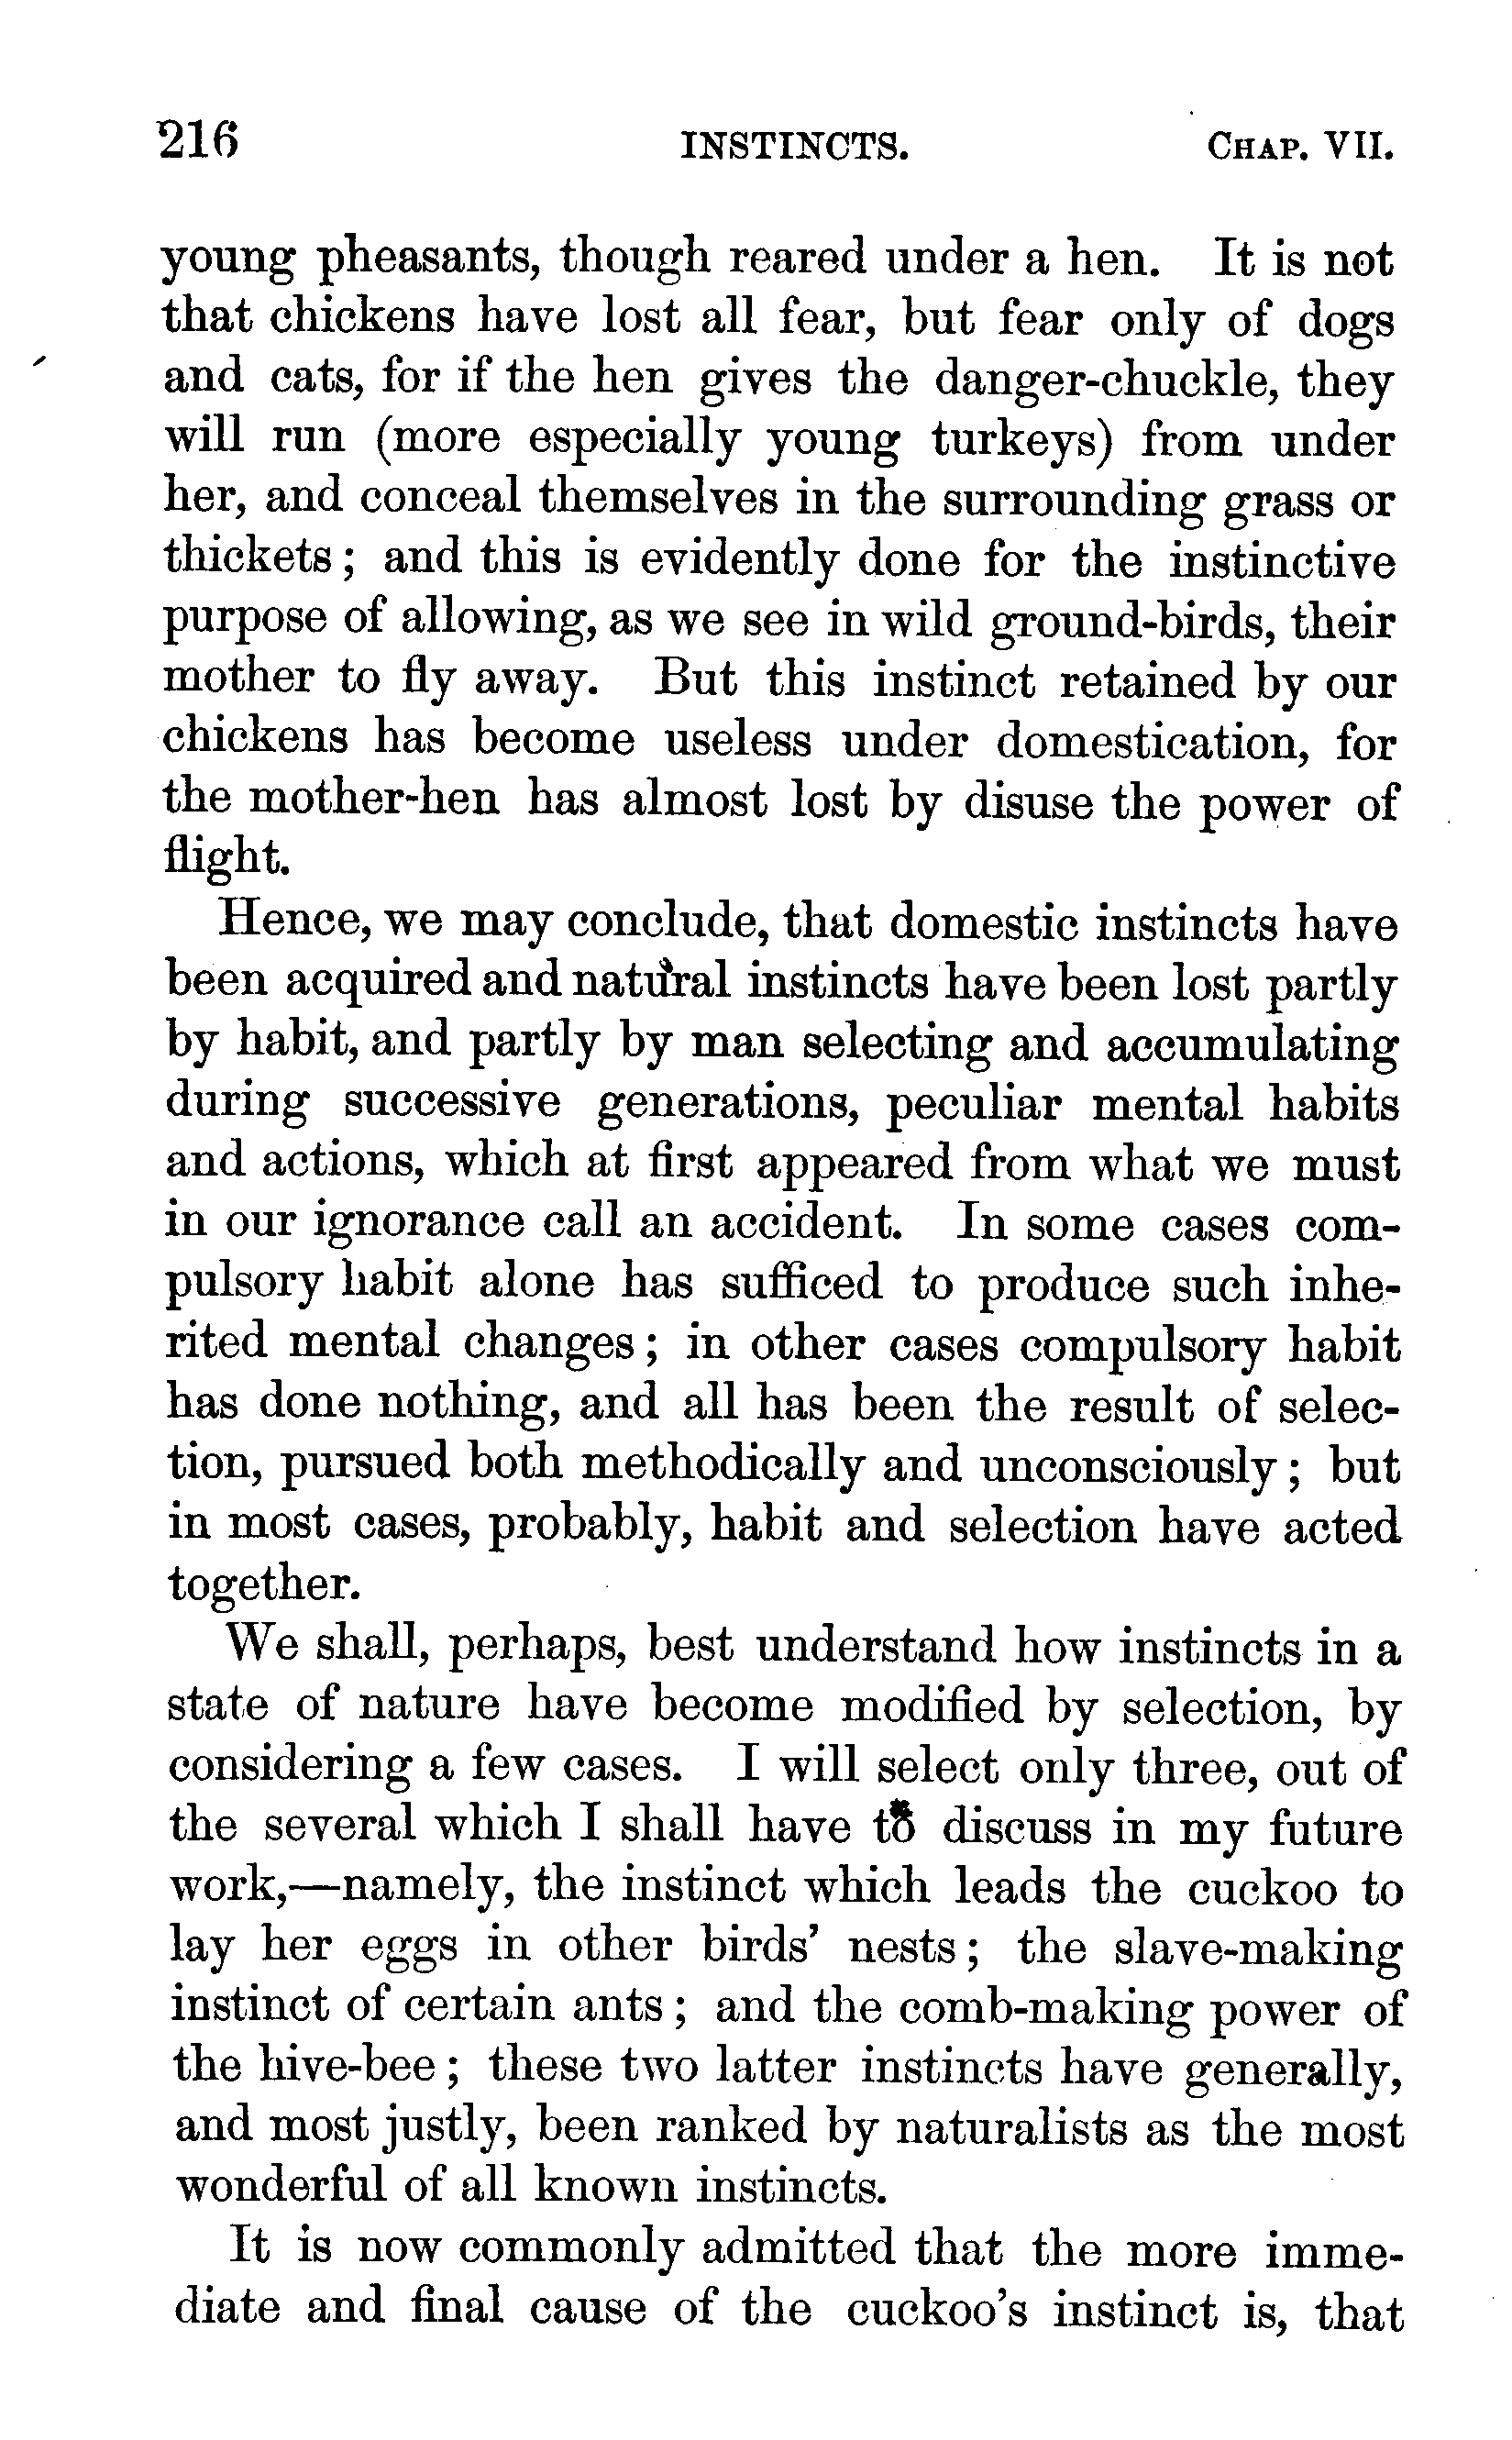 216 INSTINCTS. CHAP. VII.
young pheasants, though reared under a hen. It is not
that chickens have lost all fear, but fear only of dogs
and cats, for if the hen gives the danger-chuckle, they
will run (more especially young turkeys) from under
her, and conceal themselves in the surrounding grass or
thickets; and this is evidently done for the instinctive
purpose of allowing, as we see in wild ground-birds, their
mother to fly away. But this instinct retained by our
chickens has become useless under domestication, for
the mother-hen has almost lost by disuse the power of
flight.
Hence, we may conclude, that domestic instincts have
been acquired and natural instincts have been lost partly
by habit, and partly by man selecting and accumulating
during successive generations, peculiar mental habits
and actions, which at first appeared from what we must
in our ignorance call an accident. In some cases com-
pulsory habit alone has sufficed to produce such inhe-
rited mental changes; in other cases compulsory habit
has done nothing, and all has been the result of selec-
tion, pursued both methodically and unconsciously; but
in most cases, probably, habit and selection have acted
together.
We shall, perhaps, best understand how instincts in a
state of nature have become modified by selection, by
considering a few cases. I will select only three, out of
the several which I shall have to discuss in my future
work,—namely, the instinct which leads the cuckoo to
lay her eggs in other birds' nests; the slave-making
instinct of certain ants; and the comb-making power of
the hive-bee; these two latter instincts have generally,
and most justly, been ranked by naturalists as the most
wonderful of all known instincts.
It is now commonly admitted that the more imme-
diate and final cause of the cuckoo's instinct is, that